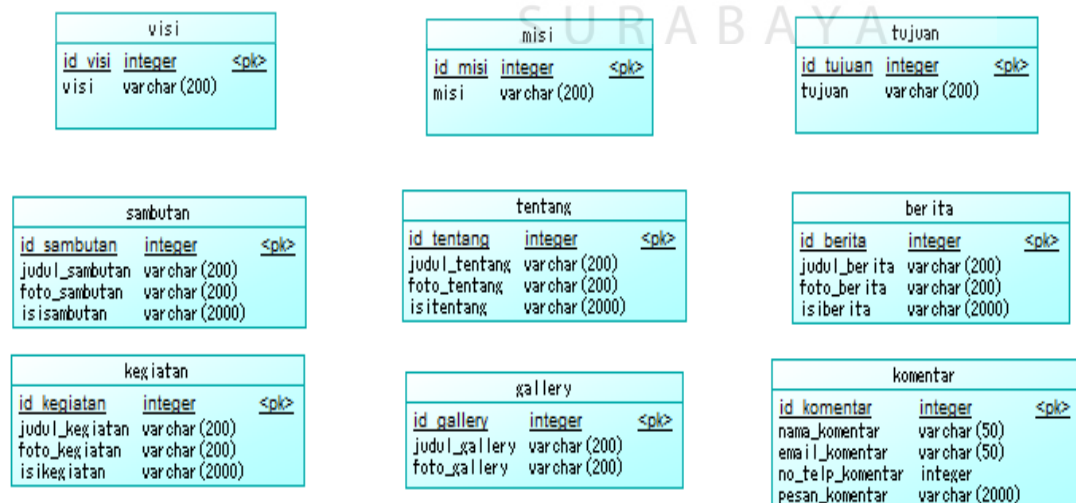 SURABAYA
visi
id_visi integer <pk>
visi varchar(200)
misi
id_misi integer <pk>
misi varchar(200)
tujuan
id_tujuan integer <pk>
tujuan varchar(200)
sambutan
id_sambutan integer <pk>
judul_sambutan varchar(200)
foto_sambutan varchar(200)
isisambutan varchar(2000)
tentang
id_tentang integer <pk>
judul_tentang varchar(200)
foto_tentang varchar(200)
isitentang varchar(2000)
berita
id_berita integer <pk>
judul_berita varchar(200)
foto_berita varchar(200)
isiberita varchar(2000)
kegiatan
id_kegiatan integer <pk>
judul_kegiatan varchar(200)
foto_kegiatan varchar(200)
isikegiatan varchar(2000)
gallery
id_gallery integer <pk>
judul_gallery varchar(200)
foto_gallery varchar(200)
komentar
id_komentar integer <pk>
nama_komentar varchar(50)
email_komentar varchar(50)
no_telp_komentar integer
pesan_komentar varchar(2000)